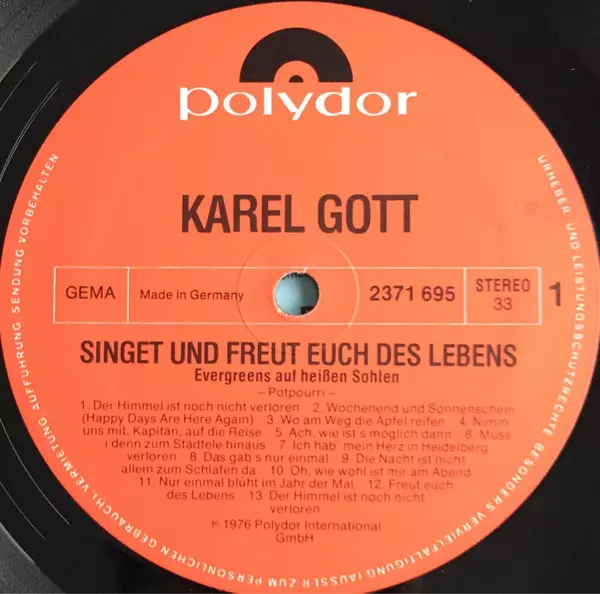 polydor
KAREL GOTT
GEMA
Made in Germany
2371 695
STEREO
33
1
SINGET UND FREUT EUCH DES LEBENS
Evergreens auf heißen Sohlen
– Potpourri –
1. Der Himmel ist noch nicht verloren 2. Wochenend und Sonnenschein
(Happy Days Are Here Again) 3. Wo am Weg die Äpfel reifen 4. Nimm
uns mit, Kapitän, auf die Reise 5. Ach, wie ist's möglich dann 6. Muss
i denn zum Städtele hinaus 7. Ich hab' mein Herz in Heidelberg
verloren 8. Das gab's nur einmal 9. Die Nacht ist nicht
allein zum Schlafen da 10. Oh, wie wohl ist mir am Abend
11. Nur einmal blüht im Jahr der Mai 12. Freut euch
des Lebens 13. Der Himmel ist noch nicht
verloren
℗ 1976 Polydor International
GmbH
URHEBER UND LEISTUNGSSCHUTZRECHTE BESONDERS VERVIELFÄLTIGUNG (AUSSER ZUM PERSÖNLICHEN GEBRAUCH), VERMIETUNG AUFFÜHRUNG, SENDUNG VORBEHALTEN